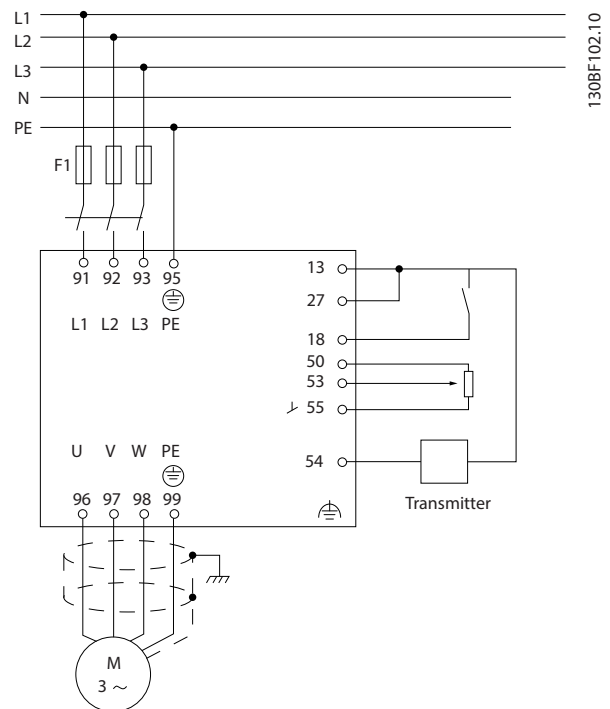 L1
L2
L3
N
PE
130BF102.10
F1
91 92 93 95
L1 L2 L3 PE
13
27
18
50
53
55
54
Transmitter
U V W PE
96 97 98 99
M
3 ~